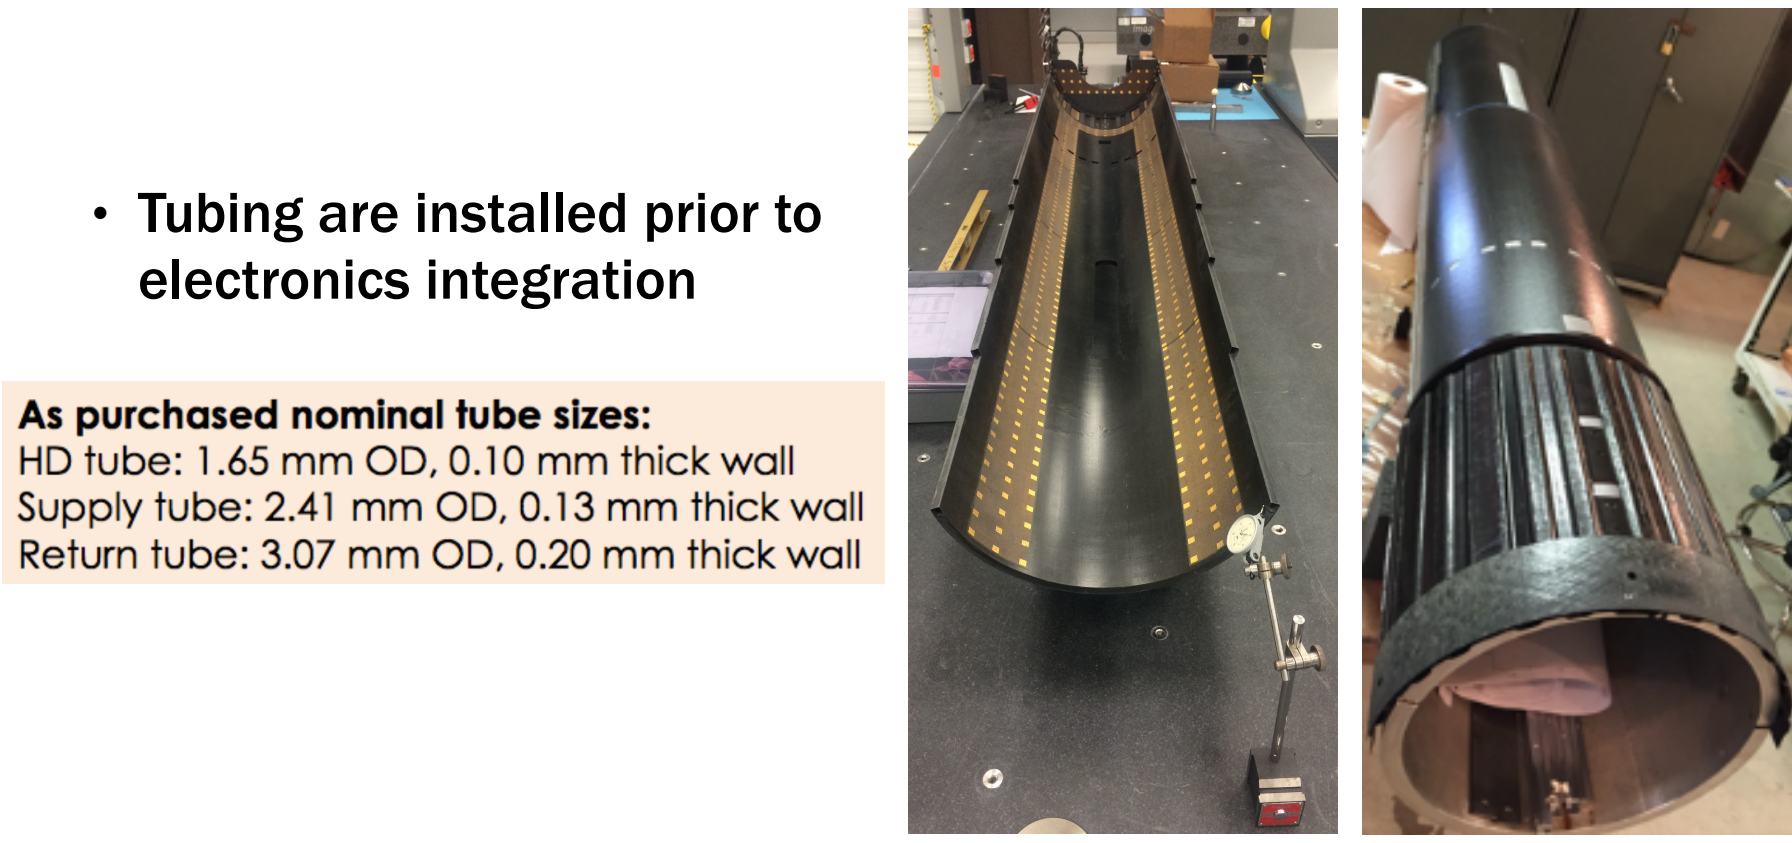 • Tubing are installed prior to
electronics integration
As purchased nominal tube sizes:
HD tube: 1.65 mm OD, 0.10 mm thick wall
Supply tube: 2.41 mm OD, 0.13 mm thick wall
Return tube: 3.07 mm OD, 0.20 mm thick wall
Imag